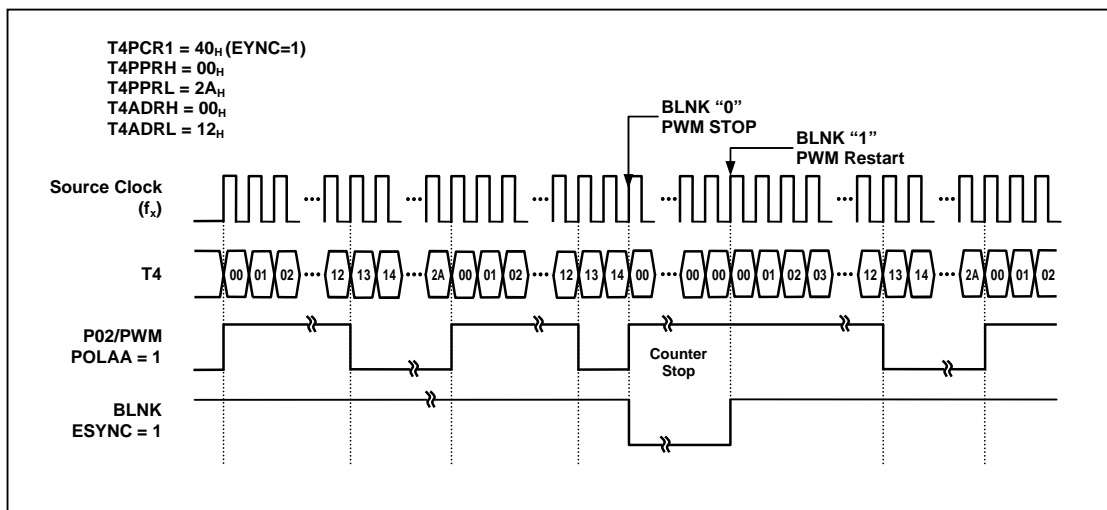 T4PCR1 = 40H (EYNC=1)
T4PPRH = 00H
T4PPRL = 2AH
T4ADRH = 00H
T4ADRL = 12H
BLNK “0”
PWM STOP
BLNK “1”
PWM Restart
Source Clock
(fx)
... ... ... ... ... ...
T4
00 01 02 ... 12 13 14 ... 2A 00 01 02 ... 12 13 14 00 ... 00 00 00 01 02 03 ... 12 13 14 ... 2A 00 01 02
P02/PWM
POLAA = 1
Counter
Stop
BLNK
ESYNC = 1